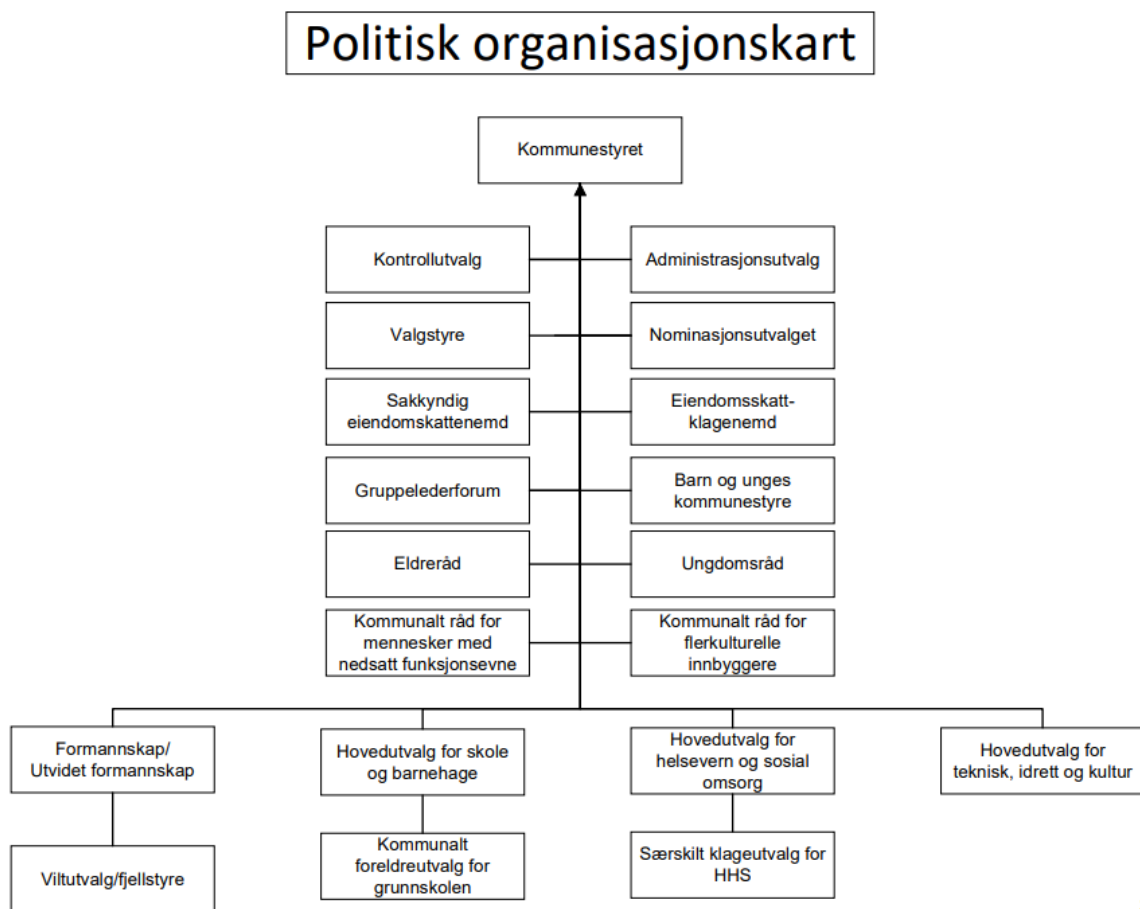 Politisk organisasjonskart
Kommunestyret
Kontrollutvalg
Administrasjonsutvalg
Valgstyre
Nominasjonsutvalget
Sakkyndig
eiendomskattenemd
Eiendomsskatt-
klagenemd
Gruppelederforum
Barn og unges
kommunestyre
Eldreråd
Ungdomsråd
Kommunalt råd for
mennesker med
nedsatt funksjonsevne
Kommunalt råd for
flerkulturelle
innbyggere
Formannskap/
Utvidet formannskap
Hovedutvalg for skole
og barnehage
Hovedutvalg for
helsevern og sosial
omsorg
Hovedutvalg for
teknisk, idrett og kultur
Viltutvalg/fjellstyre
Kommunalt
foreldreutvalg for
grunnskolen
Særskilt klageutvalg for
HHS